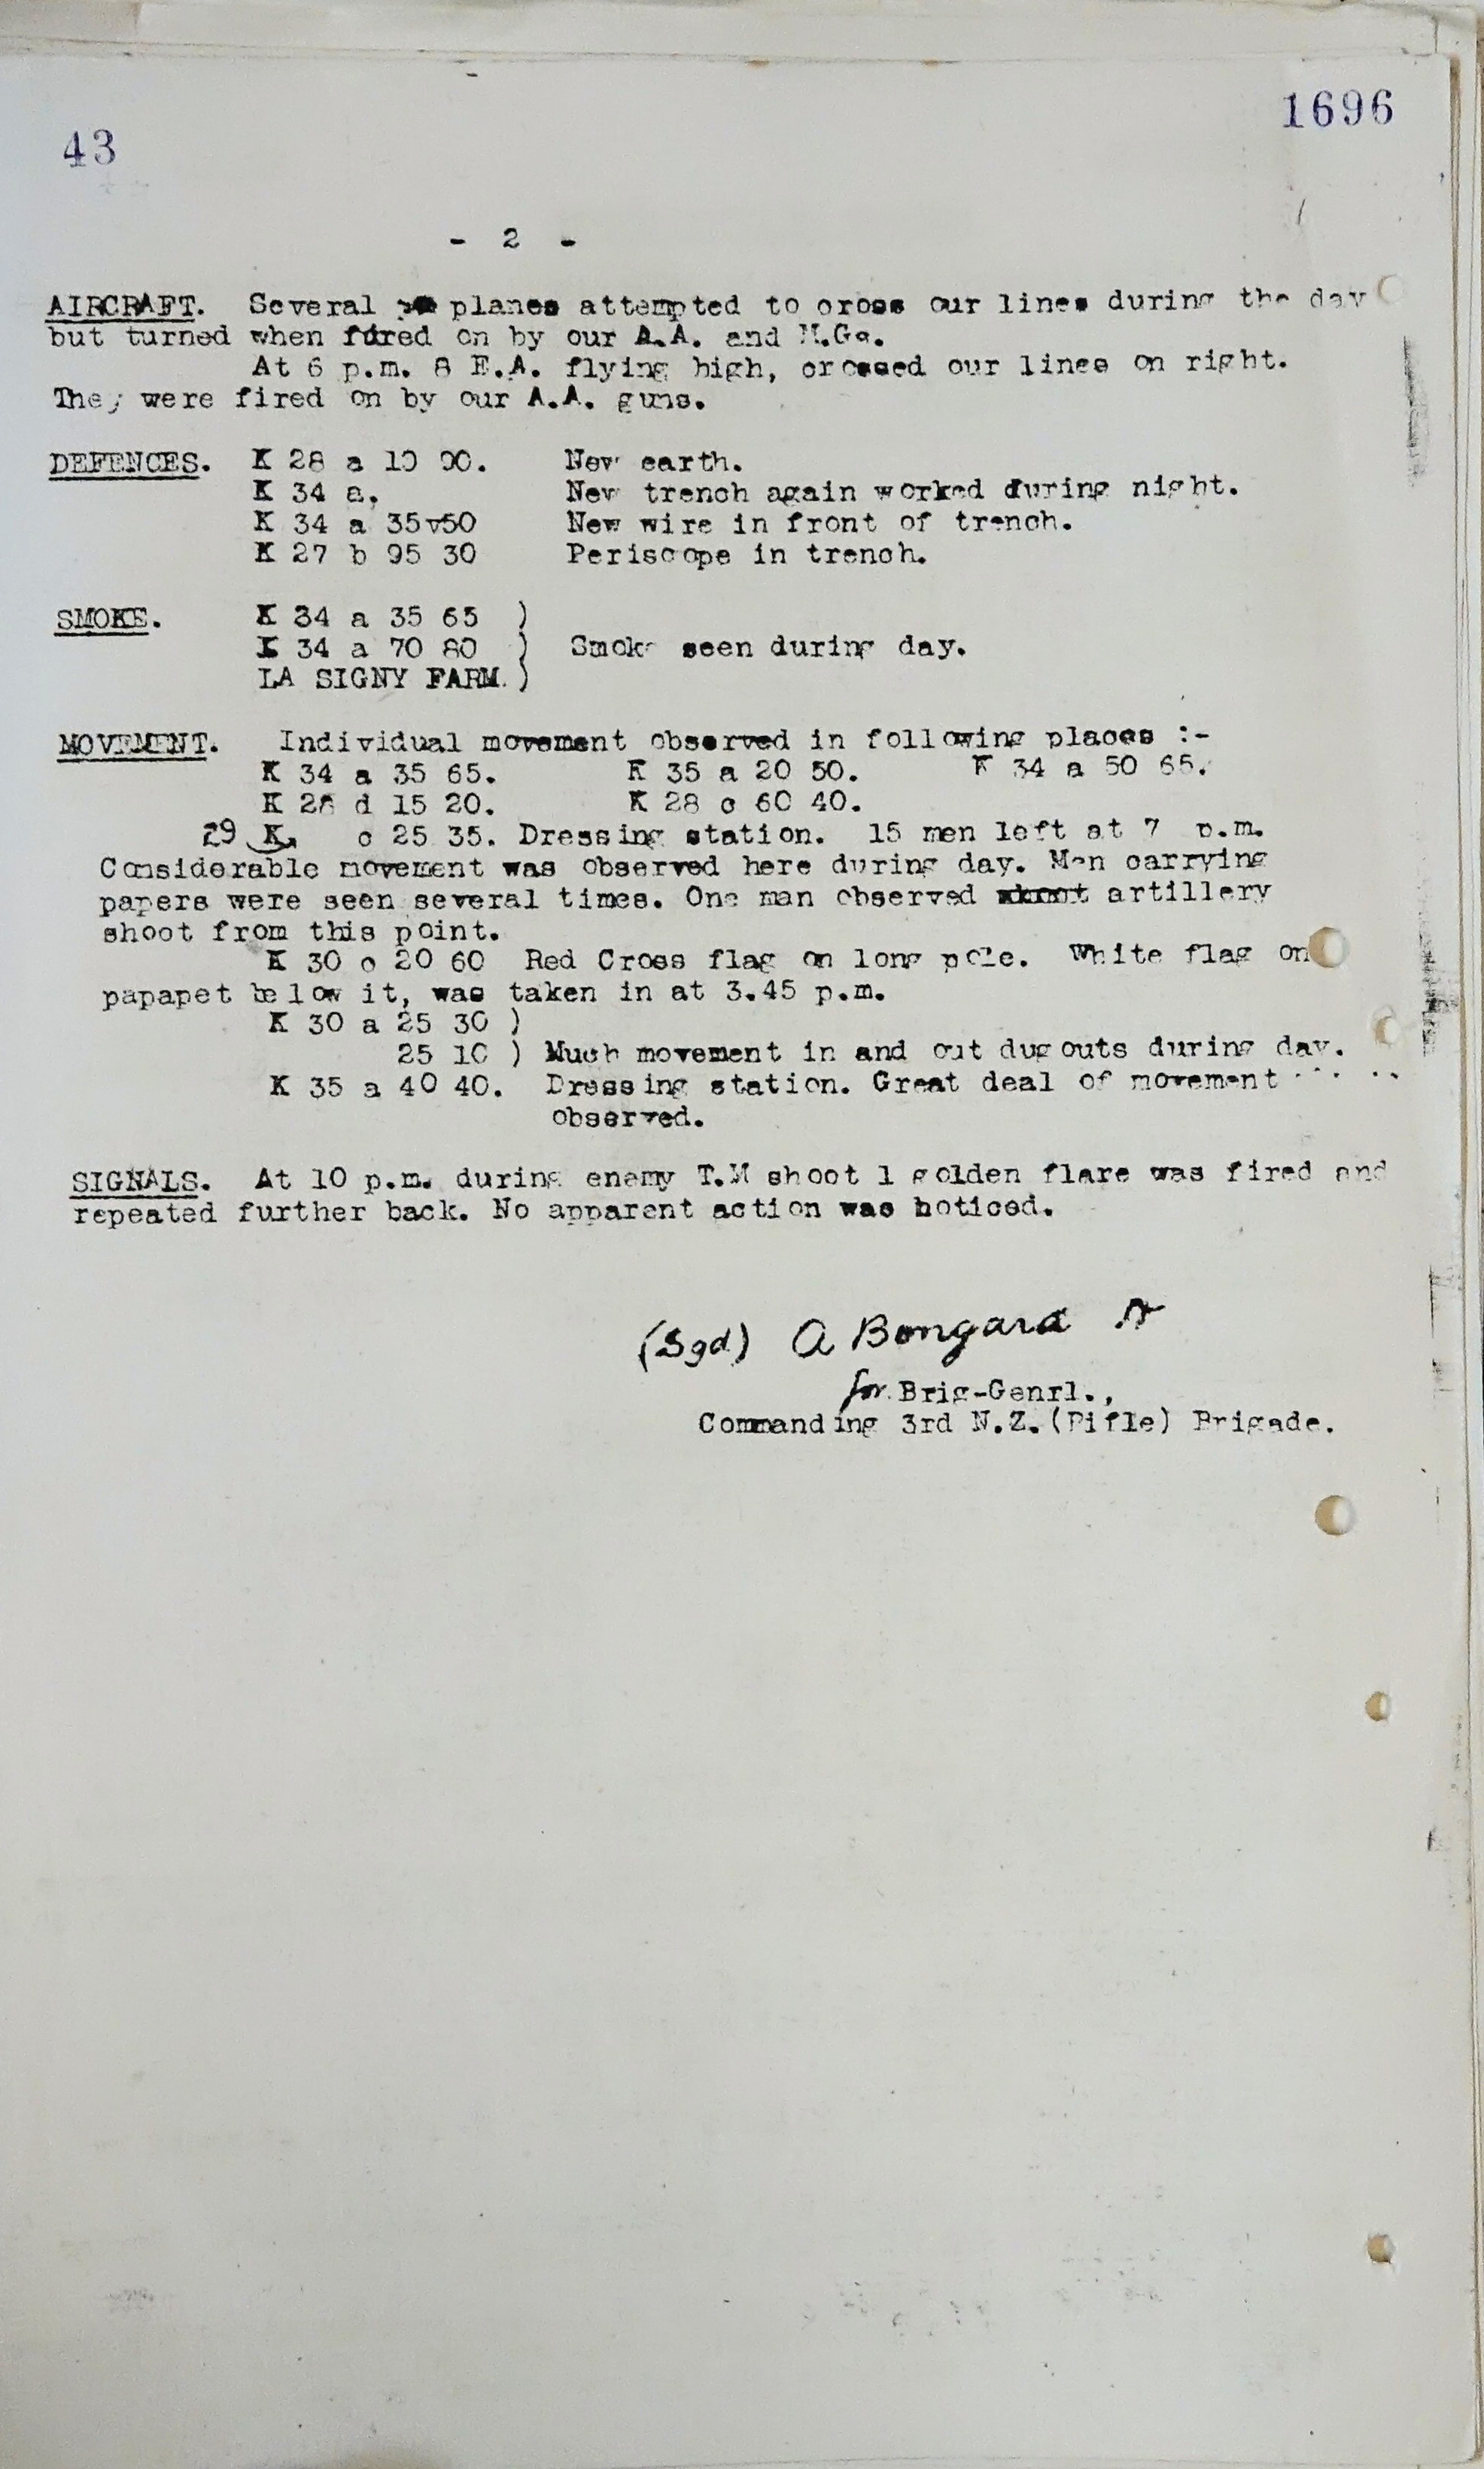 1696
43
- 2 -
AIRCRAFT. Several planes attempted to cross our lines during the day
but turned when fired on by our A.A. and M.Gs.
At 6 p.m. 8 E.A. flying high, crossed our lines on right.
They were fired on by our A.A. guns.
DEFENCES. K 28 a 10 90. New earth.
K 34 a. New trench again worked during night.
K 34 a 35v50 New wire in front of trench.
K 27 b 95 30 Periscope in trench.
SMOKE. K 34 a 35 65 )
K 34 a 70 80 ) Smoke seen during day.
LA SIGNY FARM. )
MOVEMENT. Individual movement observed in following places :-
K 34 a 35 65. K 35 a 20 50. K 34 a 50 65.
K 28 d 15 20. K 28 c 60 40.
29 K. c 25 35. Dressing station. 15 men left at 7 p.m.
Considerable movement was observed here during day. Men carrying
papers were seen several times. One man observed artillery
shoot from this point.
K 30 c 20 60 Red Cross flag on long pole. White flag on
papapet below it, was taken in at 3.45 p.m.
K 30 a 25 30 )
25 10 ) Much movement in and out dugouts during day.
K 35 a 40 40. Dressing station. Great deal of movement
observed.
SIGNALS. At 10 p.m. during enemy T.M shoot 1 golden flare was fired and
repeated further back. No apparent action was noticed.
(Sgd) A Bongard
for Brig-Genrl.,
Commanding 3rd N.Z.(Rifle) Brigade.